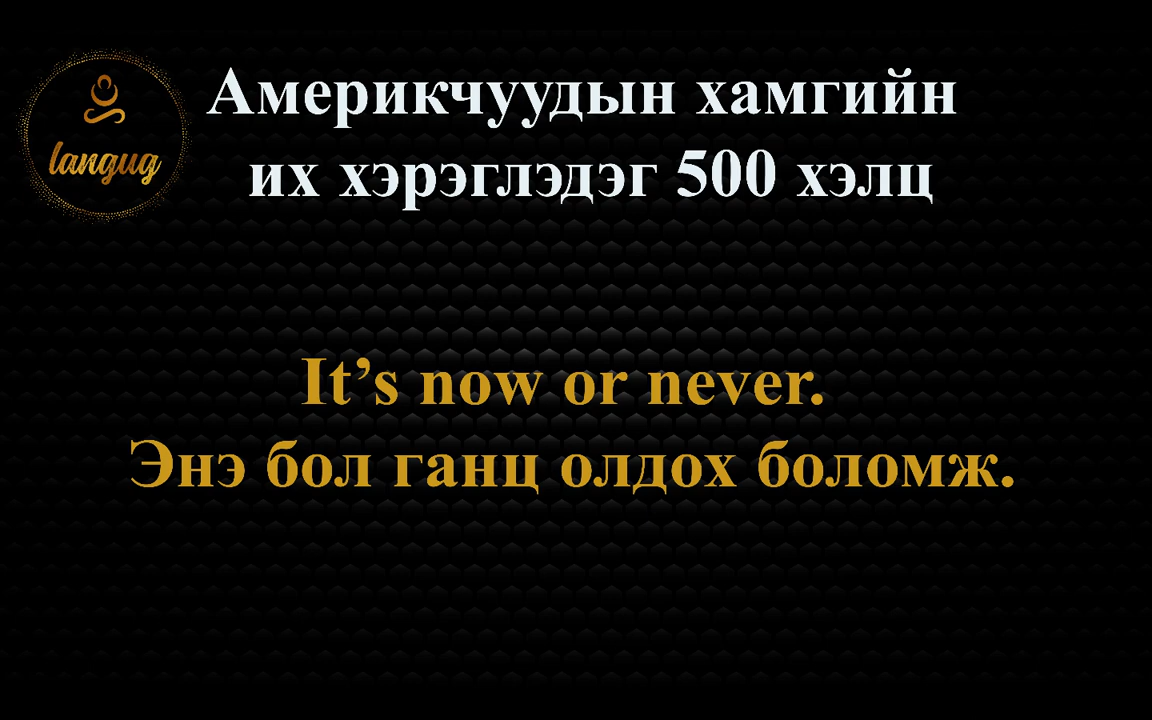 langug
Америкчуудын хамгийн
их хэрэглэдэг 500 хэлц
It’s now or never.
Энэ бол ганц олдох боломж.